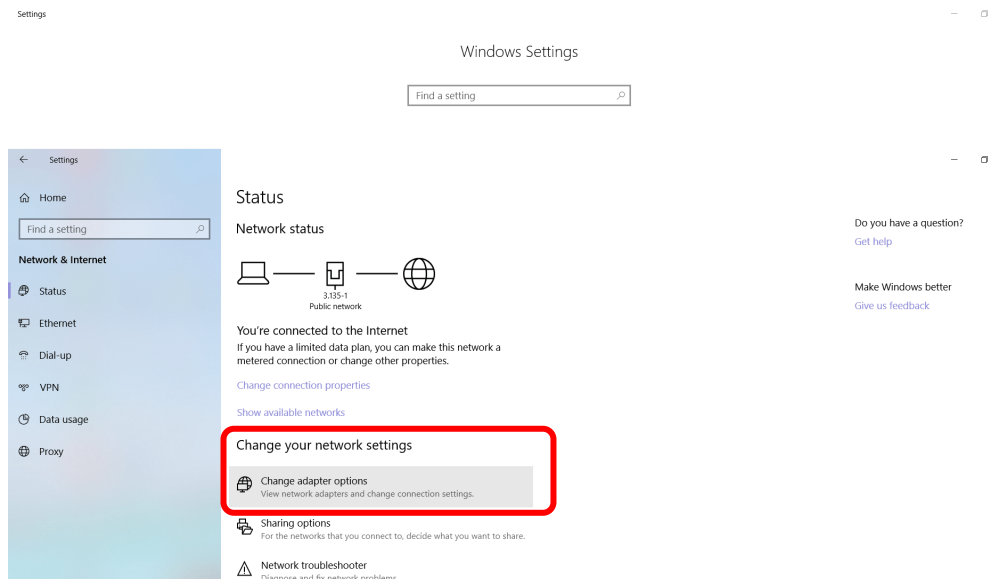 Settings
Windows Settings
Find a setting
Settings
Home
Find a setting
Network & Internet
Status
Ethernet
Dial-up
VPN
Data usage
Proxy
Status
Network status
3.135-1
Public network
You're connected to the Internet
If you have a limited data plan, you can make this network a
metered connection or change other properties.
Change connection properties
Show available networks
Change your network settings
Change adapter options
View network adapters and change connection settings.
Sharing options
For the networks that you connect to, decide what you want to share.
Network troubleshooter
Diagnose and fix network problems.
Do you have a question?
Get help
Make Windows better
Give us feedback